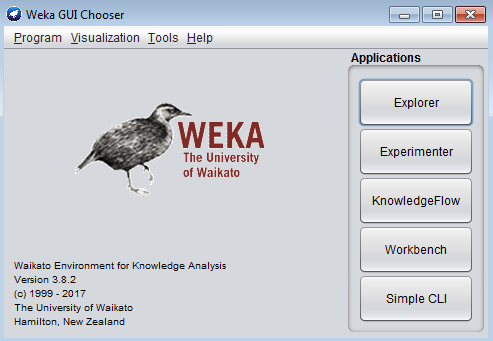 Weka GUI Chooser
Program Visualization Tools Help
Applications
Explorer
Experimenter
KnowledgeFlow
Workbench
Simple CLI
WEKA
The University
of Waikato
Waikato Environment for Knowledge Analysis
Version 3.8.2
(c) 1999 - 2017
The University of Waikato
Hamilton, New Zealand